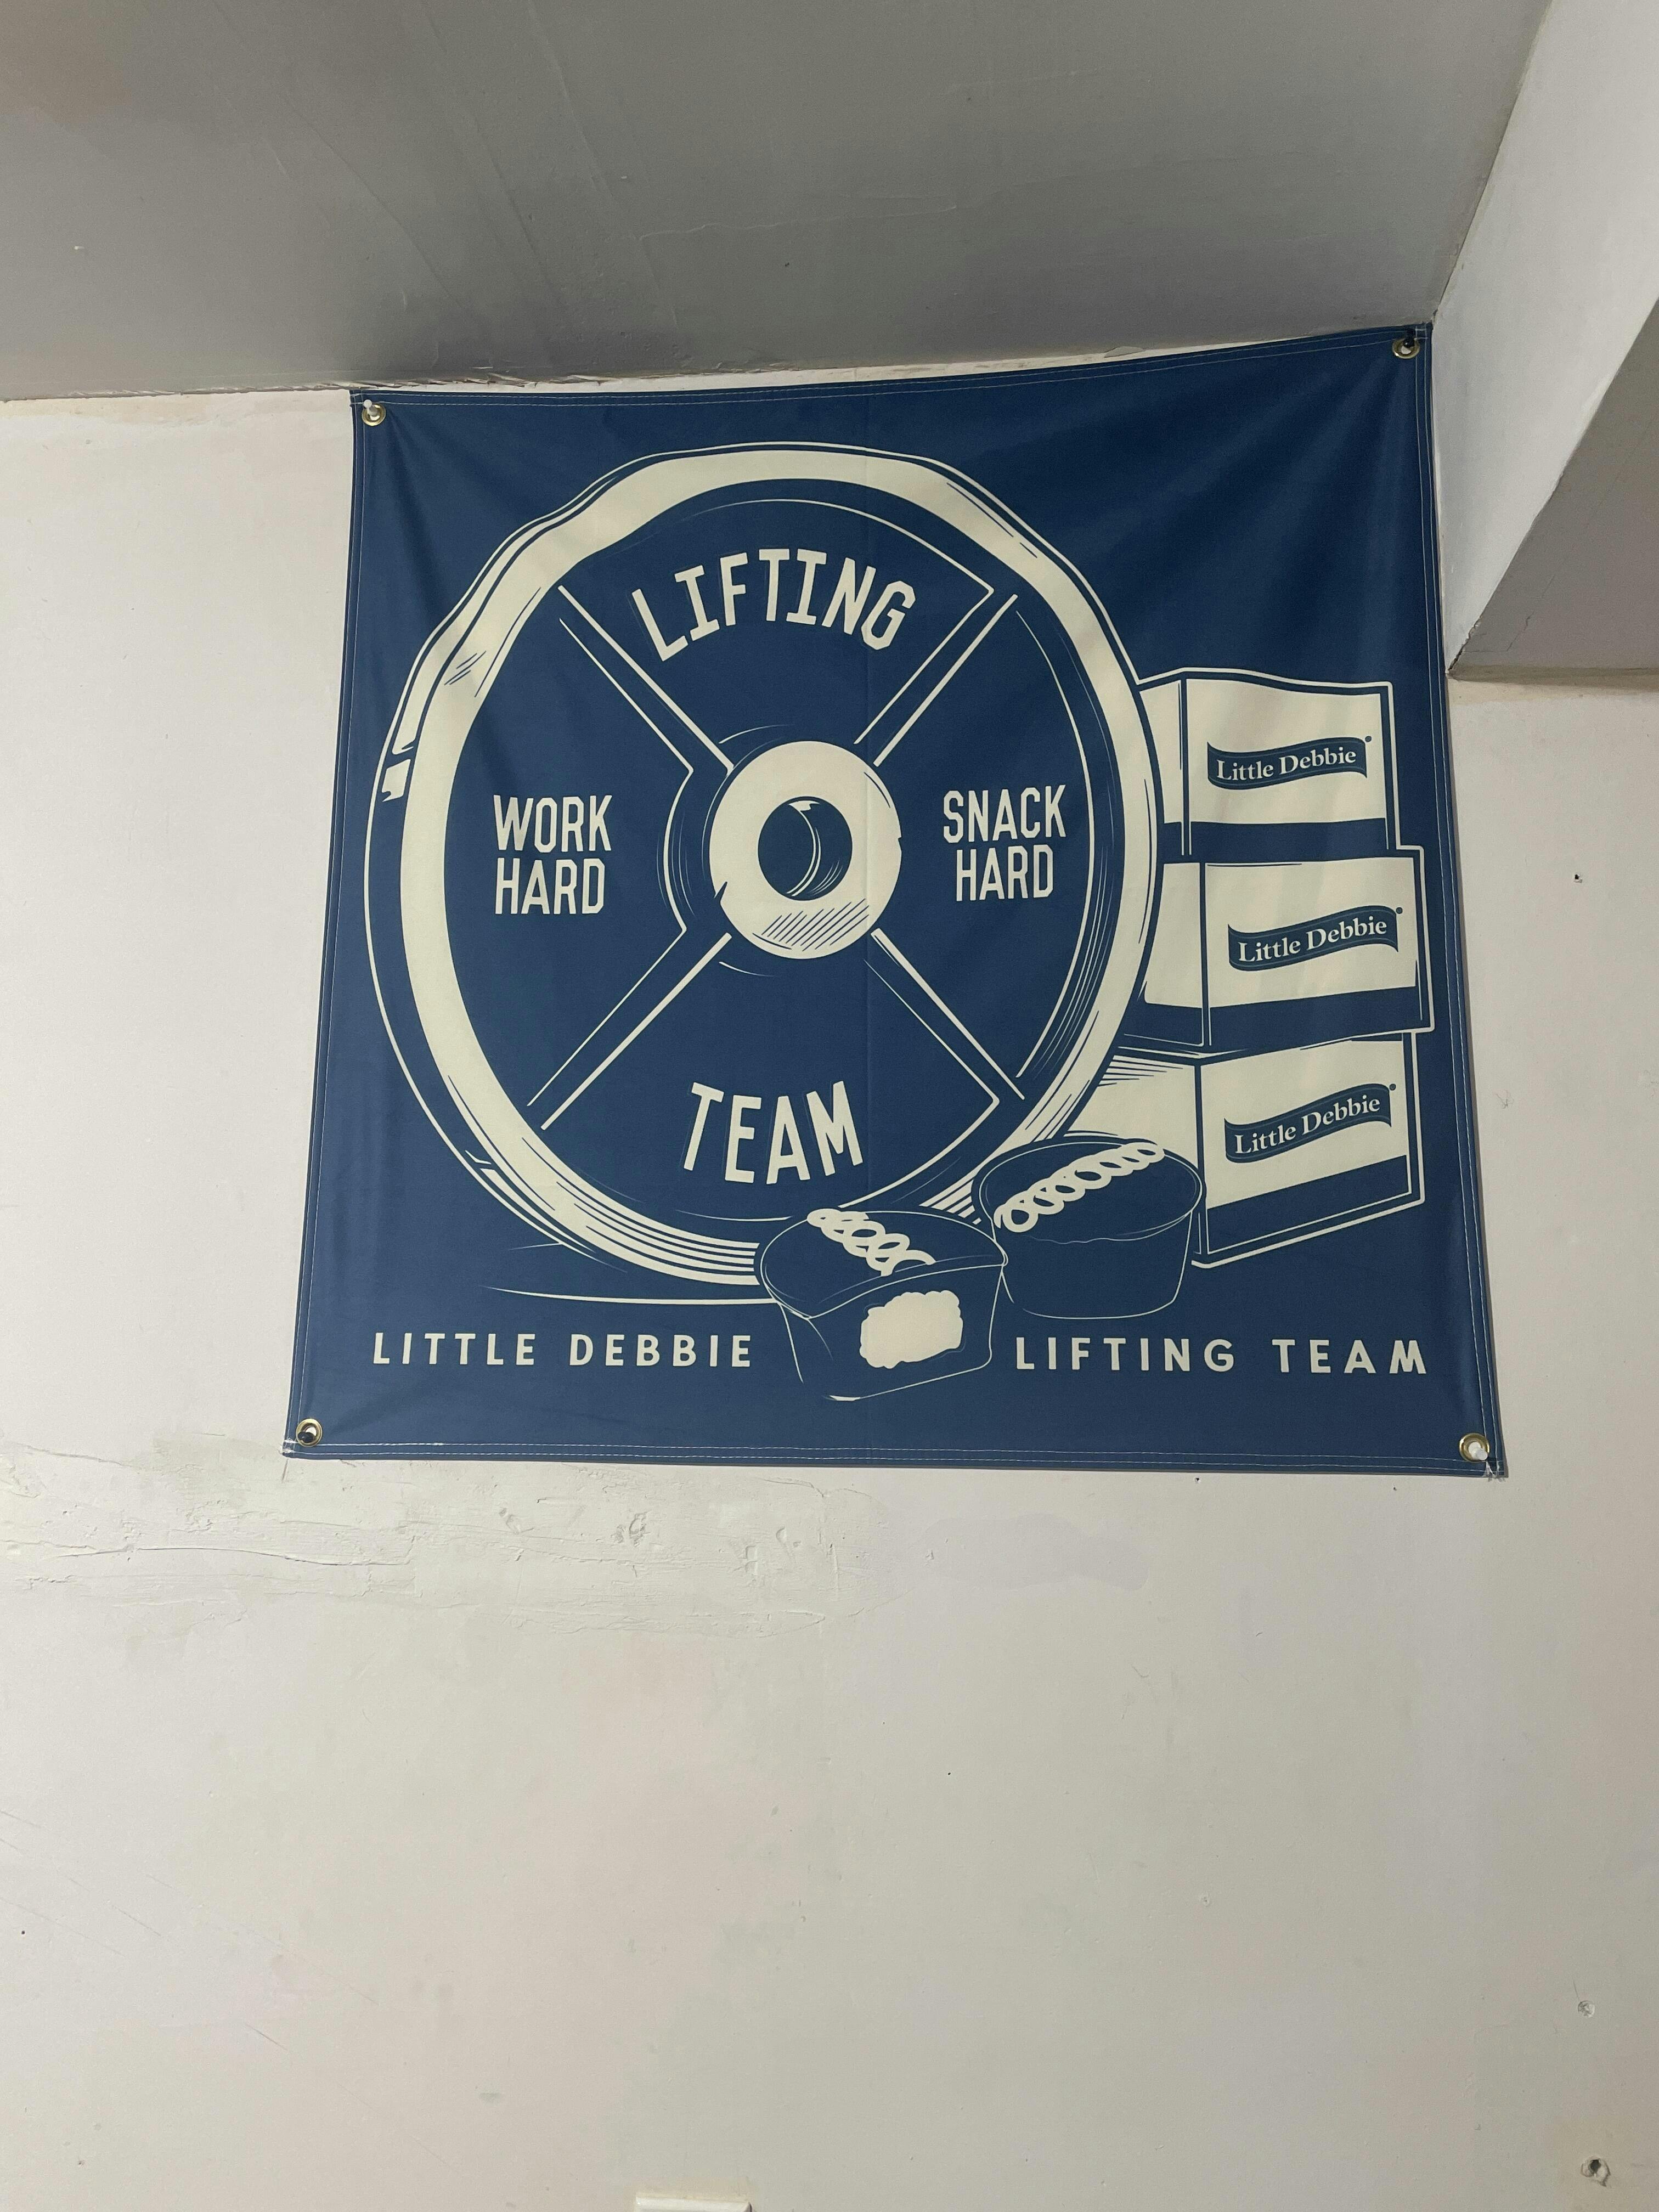 LIFTING
WORK
HARD
SNACK
HARD
TEAM
Little Debbie
Little Debbie
Little Debbie
LITTLE DEBBIE LIFTING TEAM